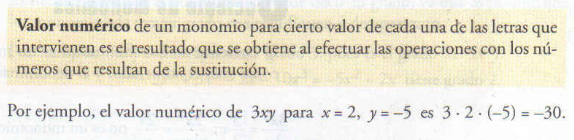 Valor numérico de un monomio para cierto valor de cada una de las letras que
intervienen es el resultado que se obtiene al efectuar las operaciones con los nú-
meros que resultan de la sustitución.
Por ejemplo, el valor numérico de 3xy para x = 2, y = −5 es 3 · 2 · (−5) = −30.